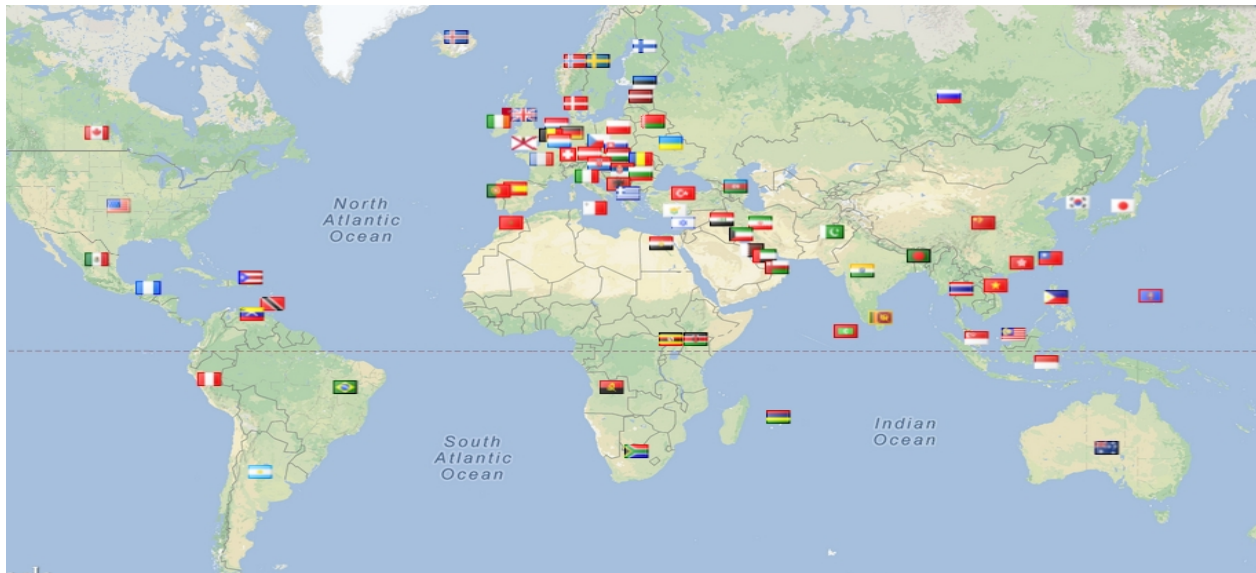 North
Atlantic
Ocean
South
Atlantic
Ocean
Indian
Ocean